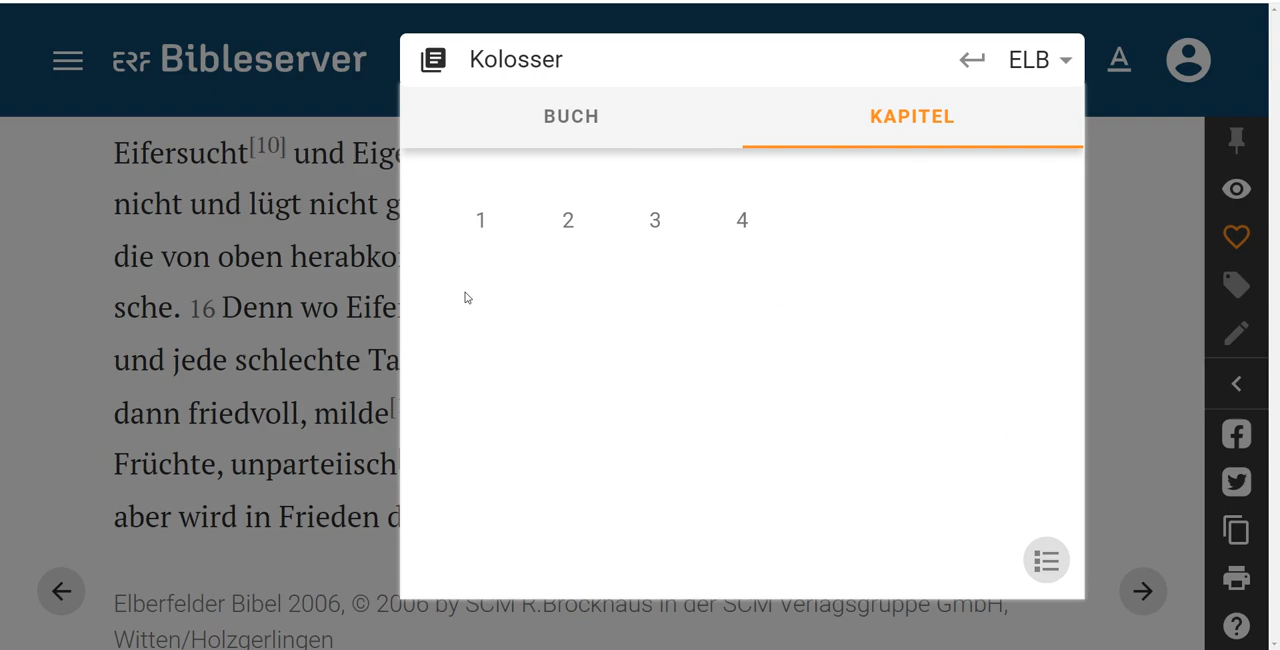 ERF Bibleserver
Kolosser
ELB
A
BUCH
KAPITEL
1 2 3 4
Eifersucht[10] und Eige
nicht und lügt nicht g
die von oben herabko
sche. 16 Denn wo Eife
und jede schlechte Ta
dann friedvoll, milde[
Früchte, unparteiisch
aber wird in Frieden d
Elberfelder Bibel 2006, © 2006 by SCM R.Brockhaus in der SCM Verlagsgruppe GmbH,
Witten/Holzgerlingen